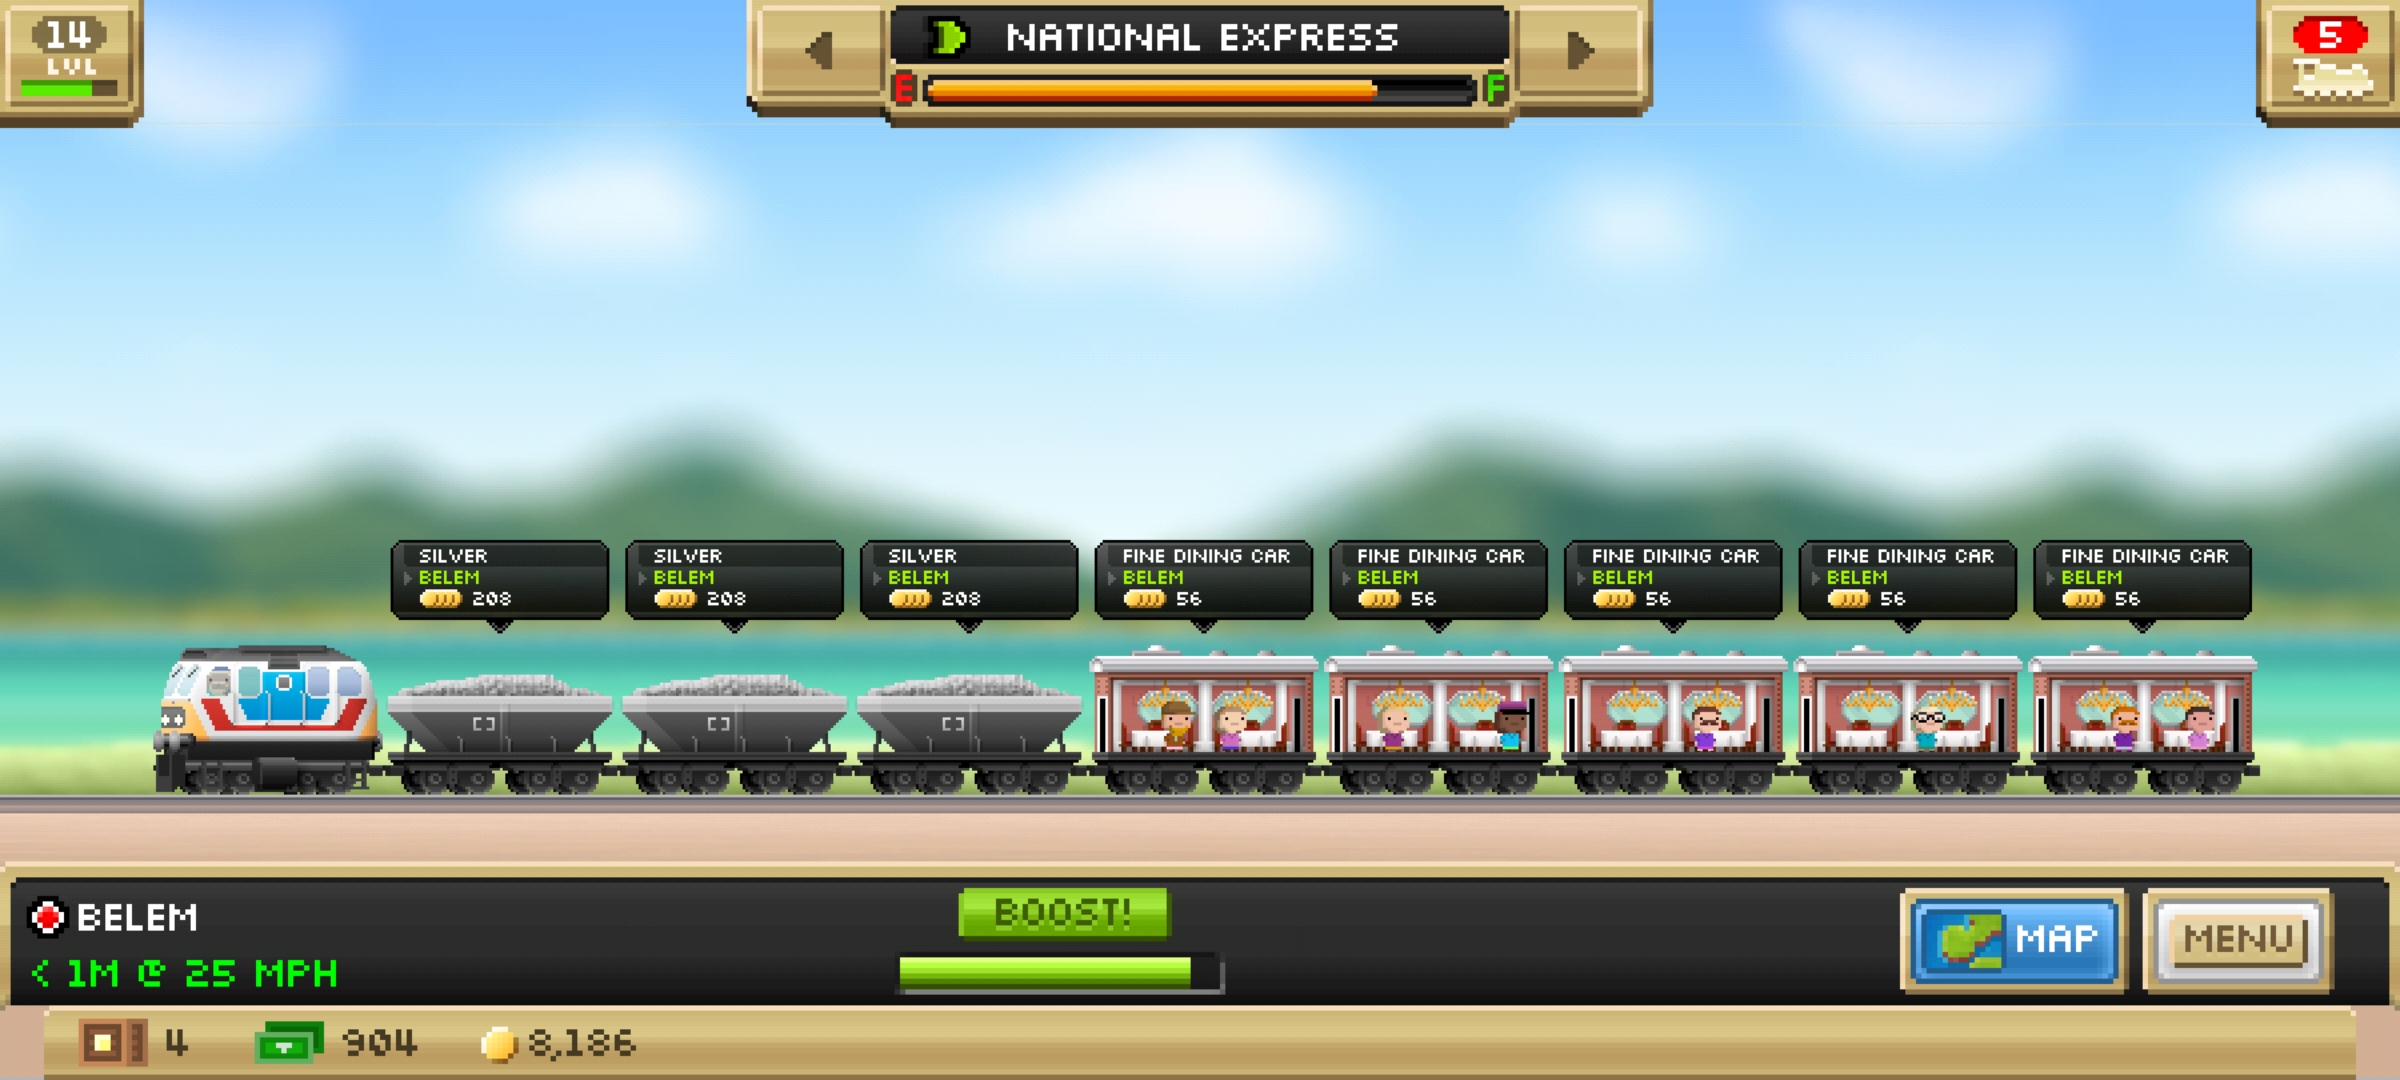 14
LVL
NATIONAL EXPRESS
E F
5
SILVER
BELEM
208
SILVER
BELEM
208
SILVER
BELEM
208
FINE DINING CAR
BELEM
56
FINE DINING CAR
BELEM
56
FINE DINING CAR
BELEM
56
FINE DINING CAR
BELEM
56
FINE DINING CAR
BELEM
56
BELEM
< 1M @ 25 MPH
BOOST!
MAP
MENU
4
904
8,186